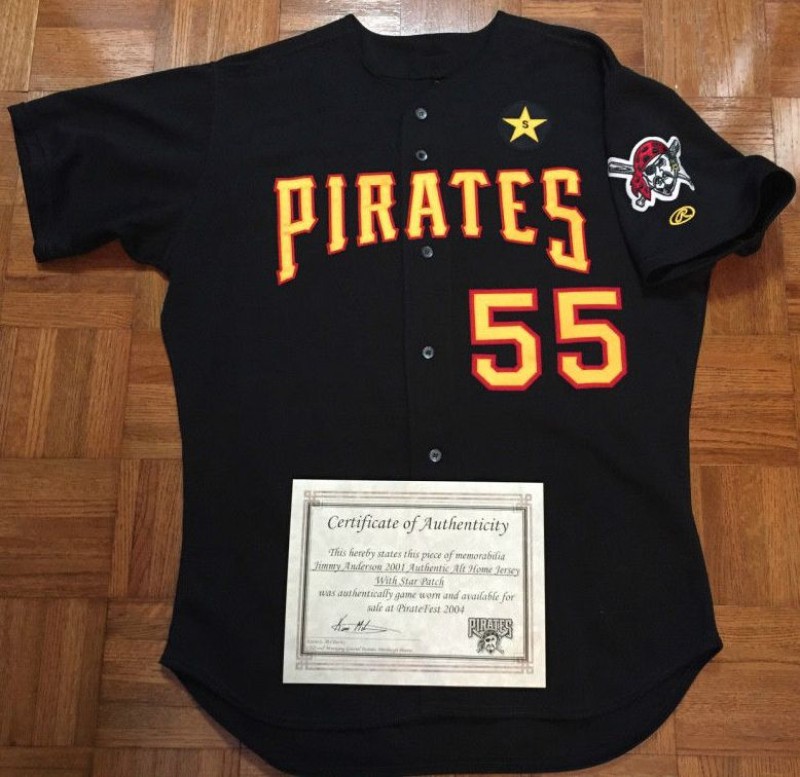 S
PIRATES
R
55
Certificate of Authenticity
This hereby states this piece of memorabilia
Jimmy Anderson 2001 Authentic Alt Home Jersey
With Star Patch
was authentically game worn and available for
sale at PirateFest 2004
PIRATES